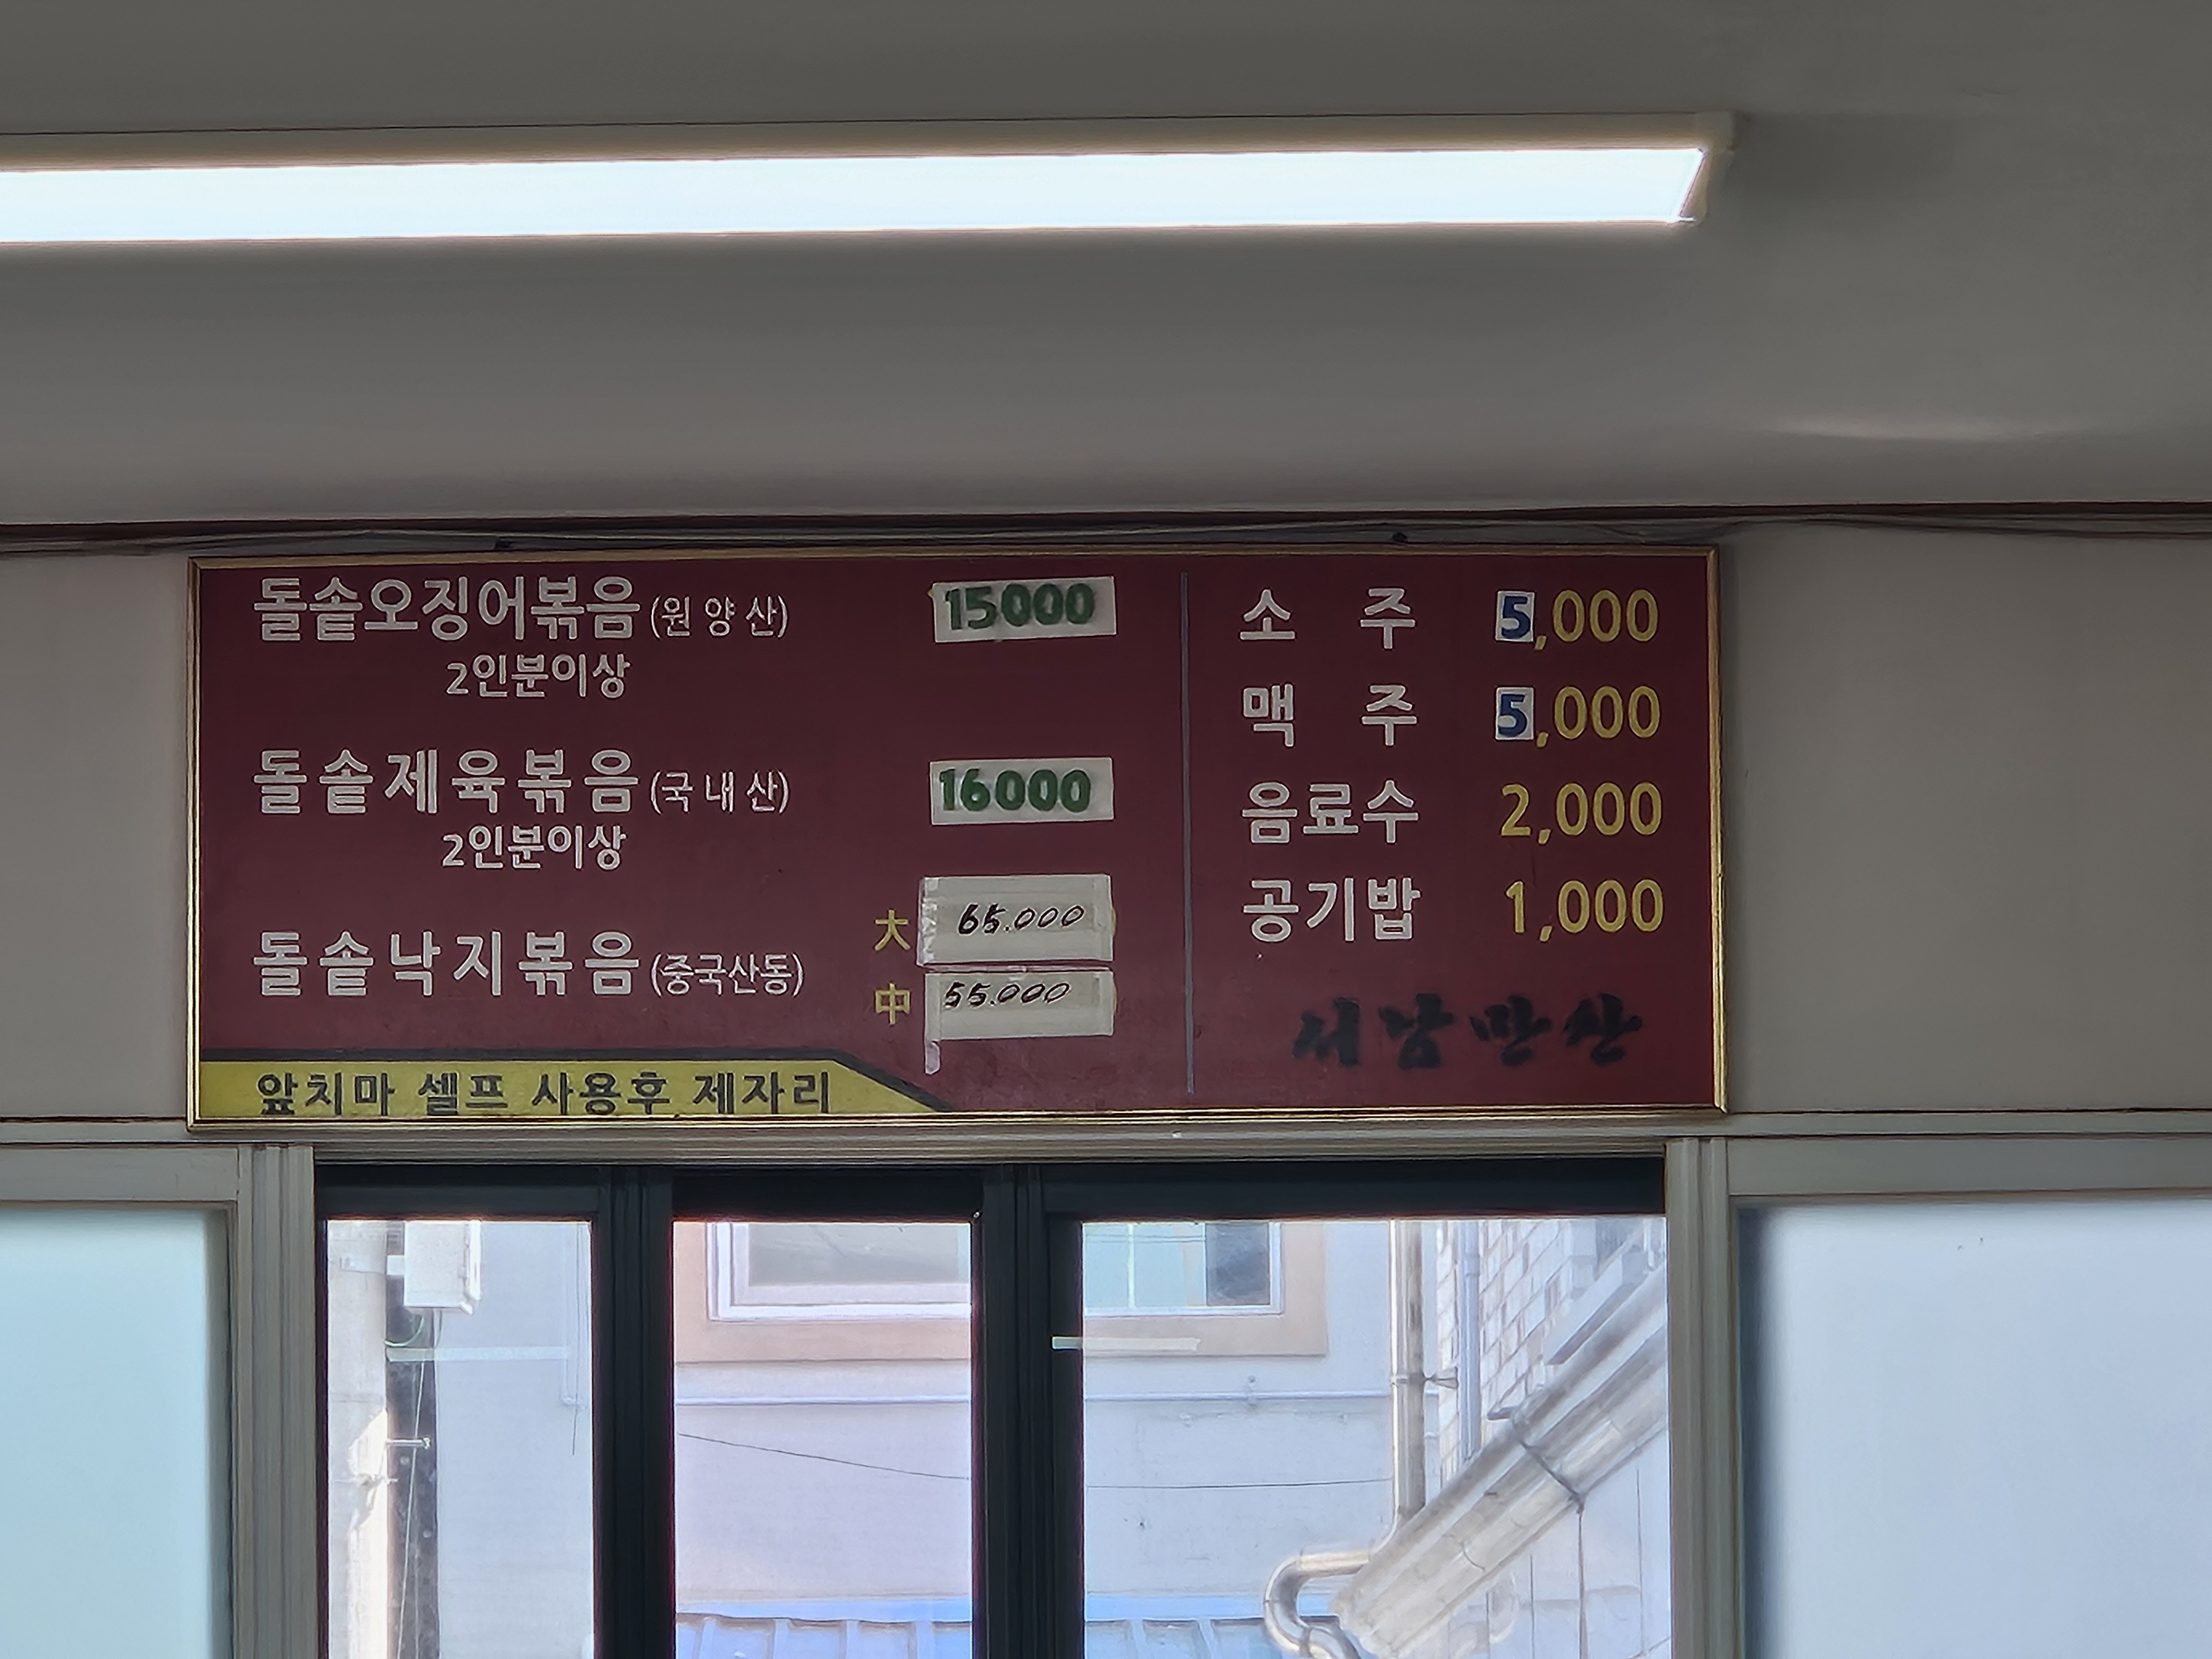 돌솥오징어볶음(원양산) 15000
2인분이상
돌솥제육볶음(국내산) 16000
2인분이상
돌솥낙지볶음(중국산동)
大 65.000
中 55.000
앞치마 셀프 사용후 제자리
소주 5,000
맥주 5,000
음료수 2,000
공기밥 1,000
서남만산